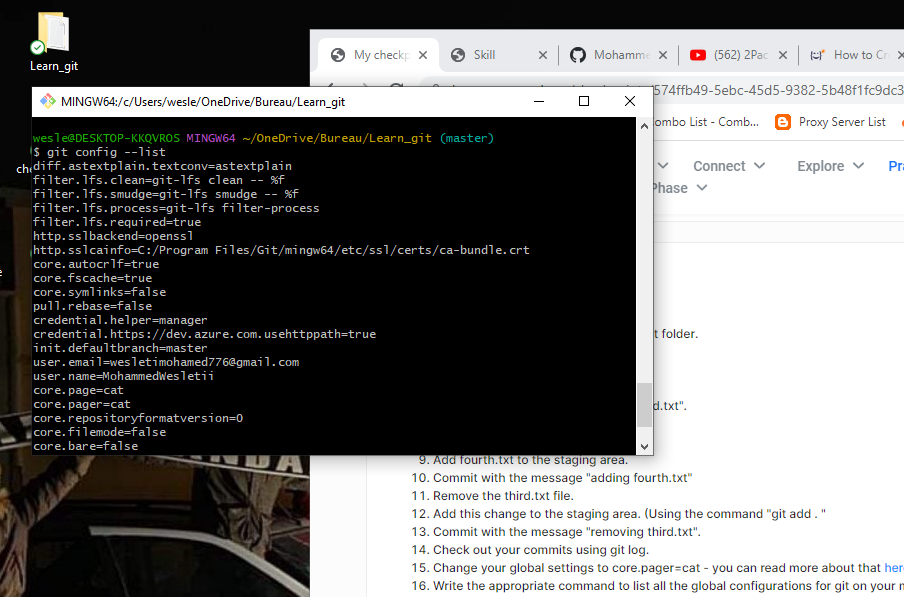 Learn_git
My checkp
Skill
Mohamme
(562) 2Pac
How to Cr
574ffb49-5ebc-45d5-9382-5b48f1fc9dc3
ombo List - Comb...
Proxy Server List
Connect
Explore
Pra
Phase
MINGW64:/c/Users/wesle/OneDrive/Bureau/Learn_git
wesle@DESKTOP-KKQVROS MINGW64 ~/OneDrive/Bureau/Learn_git (master)
$ git config --list
diff.astextplain.textconv=astextplain
filter.lfs.clean=git-lfs clean -- %f
filter.lfs.smudge=git-lfs smudge -- %f
filter.lfs.process=git-lfs filter-process
filter.lfs.required=true
http.sslbackend=openssl
http.sslcainfo=C:/Program Files/Git/mingw64/etc/ssl/certs/ca-bundle.crt
core.autocrlf=true
core.fscache=true
core.symlinks=false
pull.rebase=false
credential.helper=manager
credential.https://dev.azure.com.usehttppath=true
init.defaultbranch=master
user.email=wesletimohamed776@gmail.com
user.name=MohammedWesletii
core.page=cat
core.pager=cat
core.repositoryformatversion=0
core.filemode=false
core.bare=false
t folder.
d.txt".
9. Add fourth.txt to the staging area.
10. Commit with the message "adding fourth.txt"
11. Remove the third.txt file.
12. Add this change to the staging area. (Using the command "git add . "
13. Commit with the message "removing third.txt".
14. Check out your commits using git log.
15. Change your global settings to core.pager=cat - you can read more about that here
16. Write the appropriate command to list all the global configurations for git on your m